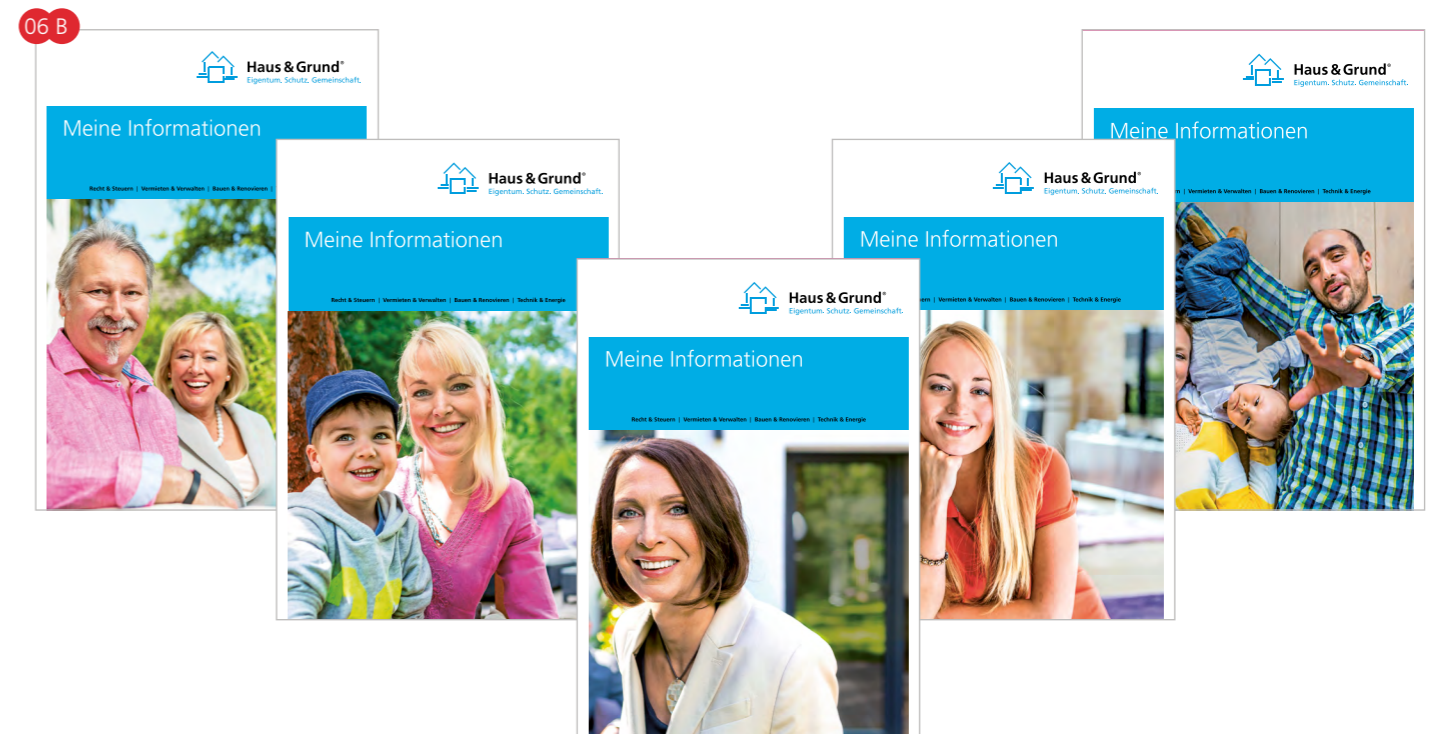 06 B
Haus & Grund®
Eigentum. Schutz. Gemeinschaft.
Meine Informationen
Recht & Steuern | Vermieten & Verwalten | Bauen & Renovieren |
Haus & Grund®
Eigentum. Schutz. Gemeinschaft.
Meine Informationen
Recht & Steuern | Vermieten & Verwalten | Bauen & Renovieren | Technik & Energie
Haus & Grund®
Eigentum. Schutz. Gemeinschaft.
Meine Informationen
Recht & Steuern | Vermieten & Verwalten | Bauen & Renovieren | Technik & Energie
Haus & Grund®
Eigentum. Schutz. Gemeinschaft.
Meine Informationen
| Vermieten & Verwalten | Bauen & Renovieren | Technik & Energie
Haus & Grund®
Eigentum. Schutz. Gemeinschaft.
Meine Informationen
| Vermieten & Verwalten | Bauen & Renovieren | Technik & Energie